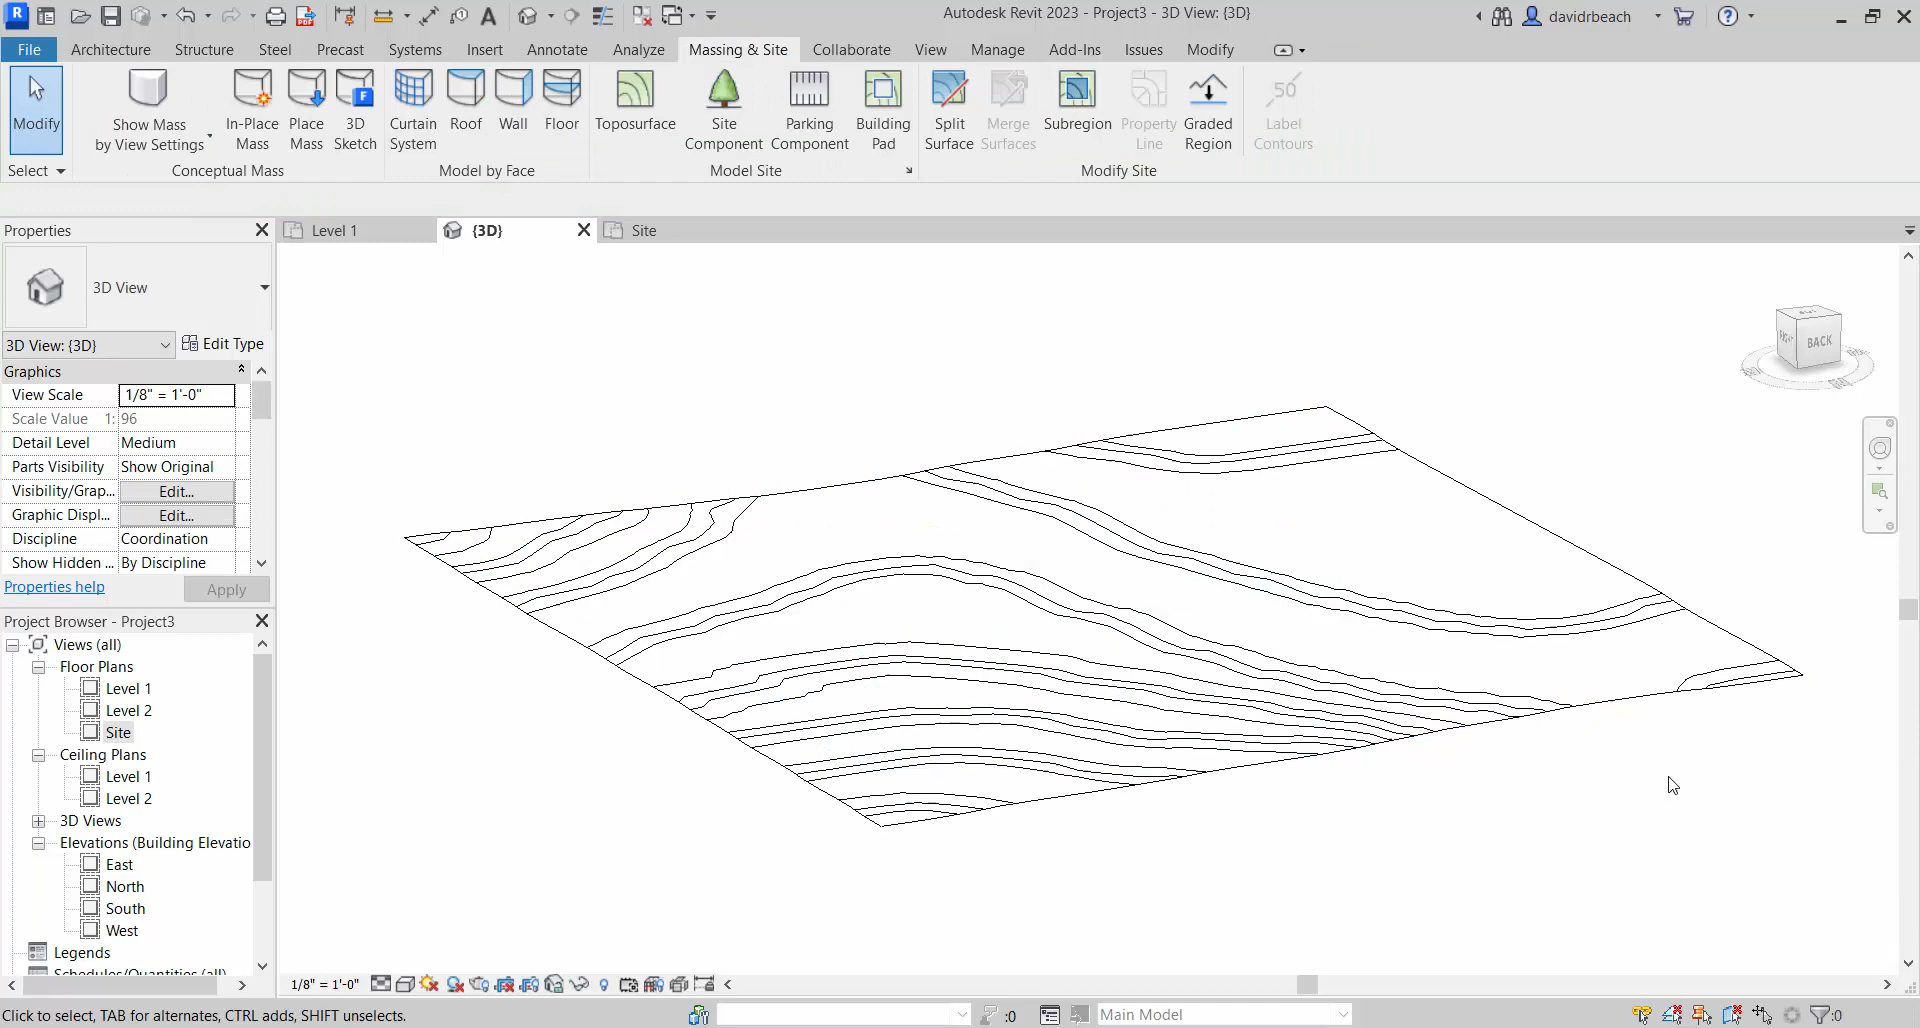 Autodesk Revit 2023 - Project3 - 3D View: {3D}
davidrbeach
File Architecture Structure Steel Precast Systems Insert Annotate Analyze Massing & Site Collaborate View Manage Add-Ins Issues Modify
Modify
Show Mass
by View Settings
In-Place
Mass
Place
Mass
3D
Sketch
Curtain
System
Roof
Wall
Floor
Toposurface
Site
Component
Parking
Component
Building
Pad
Split
Surface
Merge
Surfaces
Subregion
Property
Line
Graded
Region
50
Label
Contours
Select
Conceptual Mass
Model by Face
Model Site
Modify Site
Properties
Level 1
{3D}
Site
3D View
3D View: {3D}
Edit Type
Graphics
View Scale 1/8" = 1'-0"
Scale Value 1: 96
Detail Level Medium
Parts Visibility Show Original
Visibility/Grap... Edit...
Graphic Displ... Edit...
Discipline Coordination
Show Hidden ... By Discipline
Properties help
Apply
Project Browser - Project3
Views (all)
Floor Plans
Level 1
Level 2
Site
Ceiling Plans
Level 1
Level 2
3D Views
Elevations (Building Elevatio
East
North
South
West
Legends
Schedules/Quantities (all)
BACK
1/8" = 1'-0"
Click to select, TAB for alternates, CTRL adds, SHIFT unselects.
:0
Main Model
:0